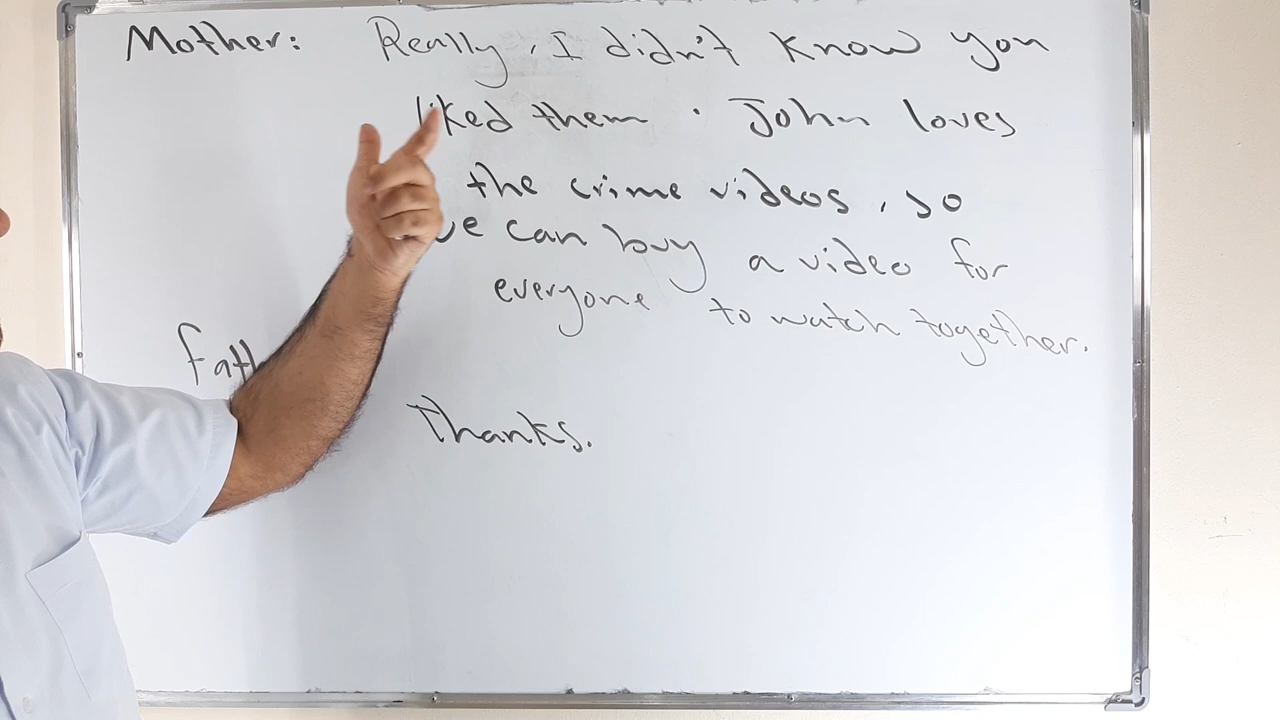 Mother: Really, I didn't know you
liked them. John loves
the crime videos, so
we can buy a video for
everyone to watch together.
Fath
Thanks.